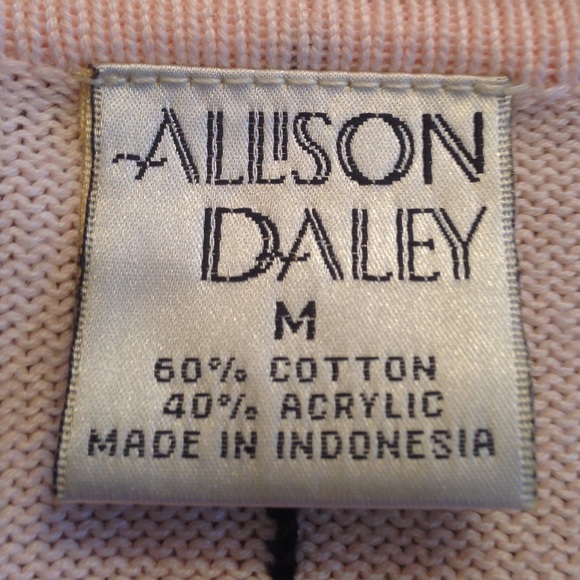 ALLISON
DALEY
M
60% COTTON
40% ACRYLIC
MADE IN INDONESIA